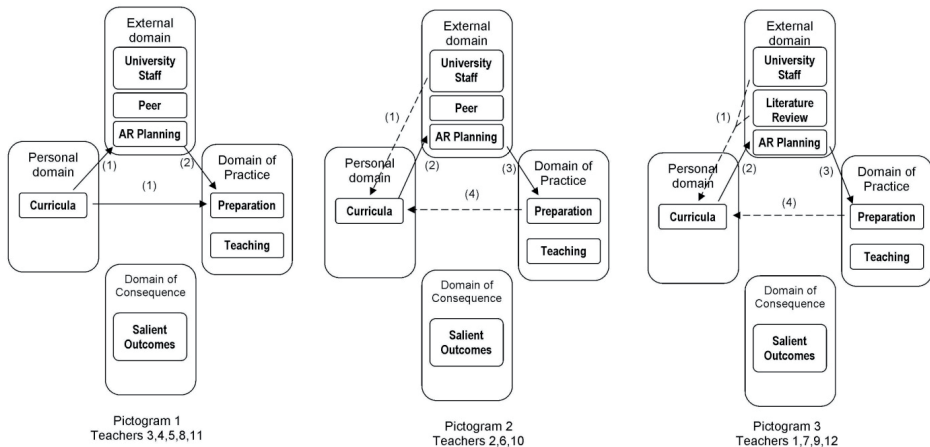 External
domain
University
Staff
Peer
AR Planning
(1)
(2)
Personal
domain
(1)
Domain of
Practice
Curricula
Preparation
Teaching
Domain of
Consequence
Salient
Outcomes
Pictogram 1
Teachers 3,4,5,8,11
External
domain
University
Staff
Peer
AR Planning
(1)
(2)
(3)
Personal
domain
Domain of
Practice
Curricula
(4)
Preparation
Teaching
Domain of
Consequence
Salient
Outcomes
Pictogram 2
Teachers 2,6,10
External
domain
University
Staff
Literature
Review
AR Planning
(1)
(2)
(3)
Personal
domain
Domain of
Practice
Curricula
(4)
Preparation
Teaching
Domain of
Consequence
Salient
Outcomes
Pictogram 3
Teachers 1,7,9,12